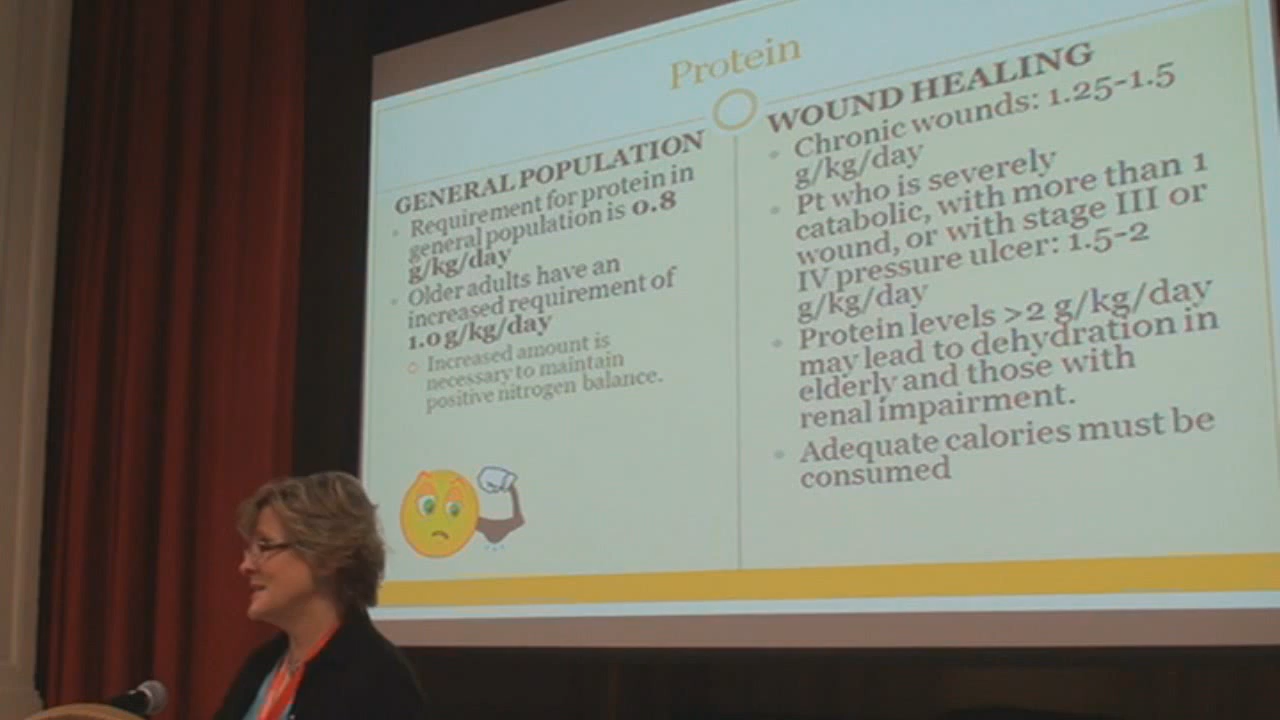 Protein
GENERAL POPULATION
Requirement for protein in
general population is 0.8
g/kg/day
Older adults have an
increased requirement of
1.0 g/kg/day
Increased amount is
necessary to maintain
positive nitrogen balance.
WOUND HEALING
Chronic wounds: 1.25-1.5
g/kg/day
Pt who is severely
catabolic, with more than 1
wound, or with stage III or
IV pressure ulcer: 1.5-2
g/kg/day
Protein levels >2 g/kg/day
may lead to dehydration in
elderly and those with
renal impairment.
Adequate calories must be
consumed